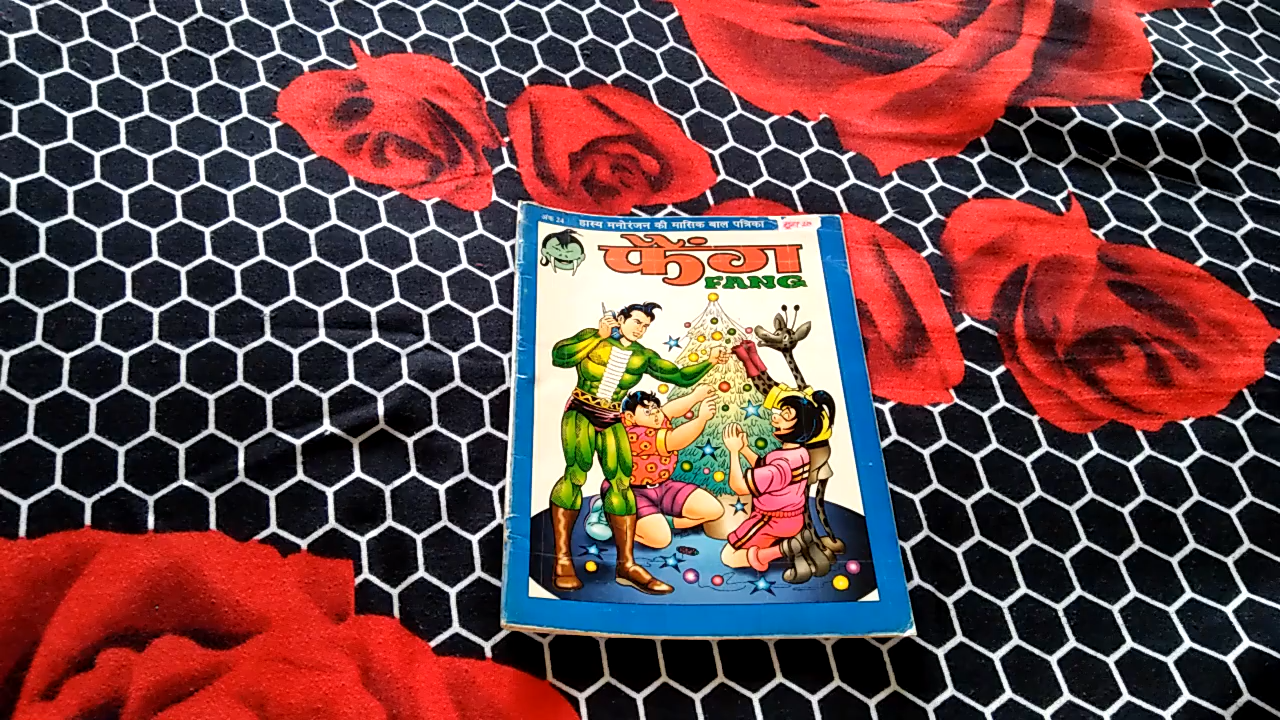 अंक 24 हास्य मनोरंजन की मासिक बाल पत्रिका
फैंग
FANG